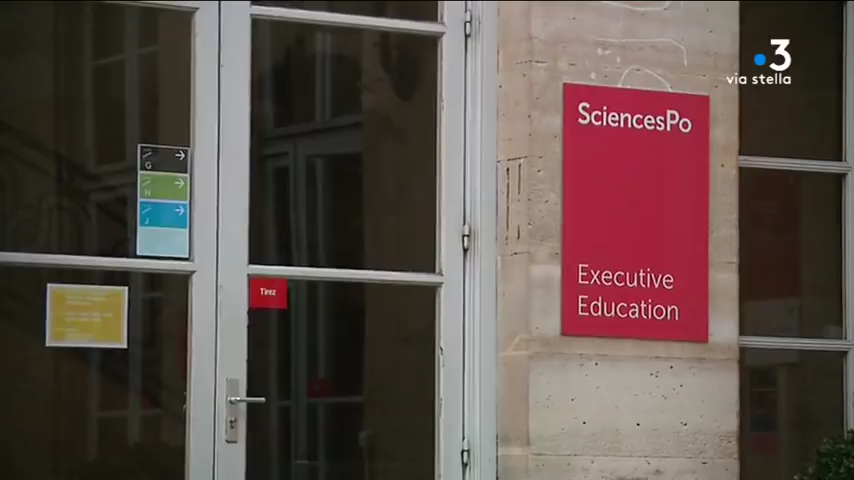 3
via stella
SciencesPo
Executive
Education
G
H
J
Tirez